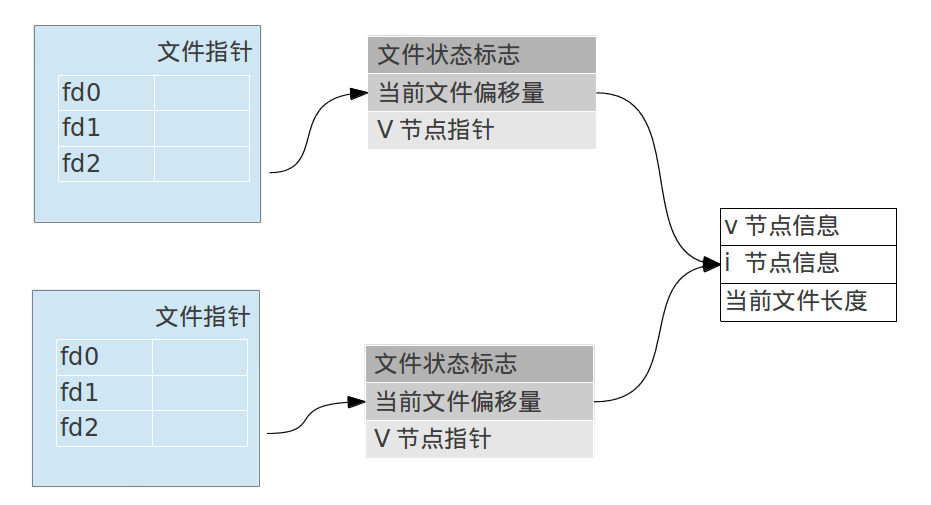 文件指针
fd0
fd1
fd2
文件状态标志
当前文件偏移量
V 节点指针
v 节点信息
i 节点信息
当前文件长度
文件指针
fd0
fd1
fd2
文件状态标志
当前文件偏移量
V 节点指针